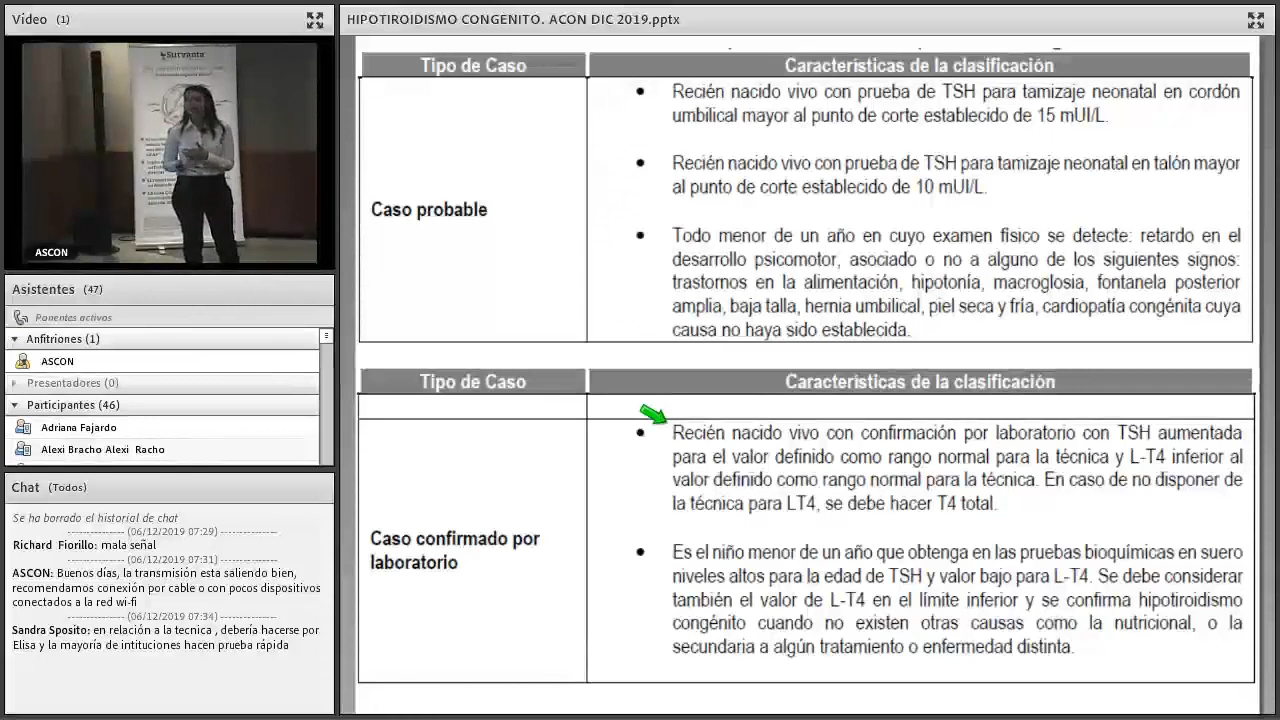 Vídeo (1)
Survanta
ASCON
Asistentes (47)
Ponentes activos
Anfitriones (1)
ASCON
Presentadores (0)
Participantes (46)
Adriana Fajardo
Alexi Bracho Alexi Racho
Chat (Todos)
Se ha borrado el historial de chat
---------------- (06/12/2019 07:29) ----------------
Richard Fiorillo: mala señal
---------------- (06/12/2019 07:31) ----------------
ASCON: Buenos días, la transmisión esta saliendo bien,
recomendamos conexión por cable o con pocos dispositivos
conectados a la red wi-fi
---------------- (06/12/2019 07:34) ----------------
Sandra Sposito: en relación a la tecnica , debería hacerse por
Elisa y la mayoría de intituciones hacen prueba rápida
HIPOTIROIDISMO CONGENITO. ACON DIC 2019.pptx
Tipo de Caso
Características de la clasificación
Caso probable
• Recién nacido vivo con prueba de TSH para tamizaje neonatal en cordón
umbilical mayor al punto de corte establecido de 15 mUI/L.
• Recién nacido vivo con prueba de TSH para tamizaje neonatal en talón mayor
al punto de corte establecido de 10 mUI/L.
• Todo menor de un año en cuyo examen físico se detecte: retardo en el
desarrollo psicomotor, asociado o no a alguno de los siguientes signos:
trastornos en la alimentación, hipotonía, macroglosia, fontanela posterior
amplia, baja talla, hernia umbilical, piel seca y fría, cardiopatía congénita cuya
causa no haya sido establecida.
Tipo de Caso
Características de la clasificación
Caso confirmado por
laboratorio
• Recién nacido vivo con confirmación por laboratorio con TSH aumentada
para el valor definido como rango normal para la técnica y L-T4 inferior al
valor definido como rango normal para la técnica. En caso de no disponer de
la técnica para LT4, se debe hacer T4 total.
• Es el niño menor de un año que obtenga en las pruebas bioquímicas en suero
niveles altos para la edad de TSH y valor bajo para L-T4. Se debe considerar
también el valor de L-T4 en el límite inferior y se confirma hipotiroidismo
congénito cuando no existen otras causas como la nutricional, o la
secundaria a algún tratamiento o enfermedad distinta.